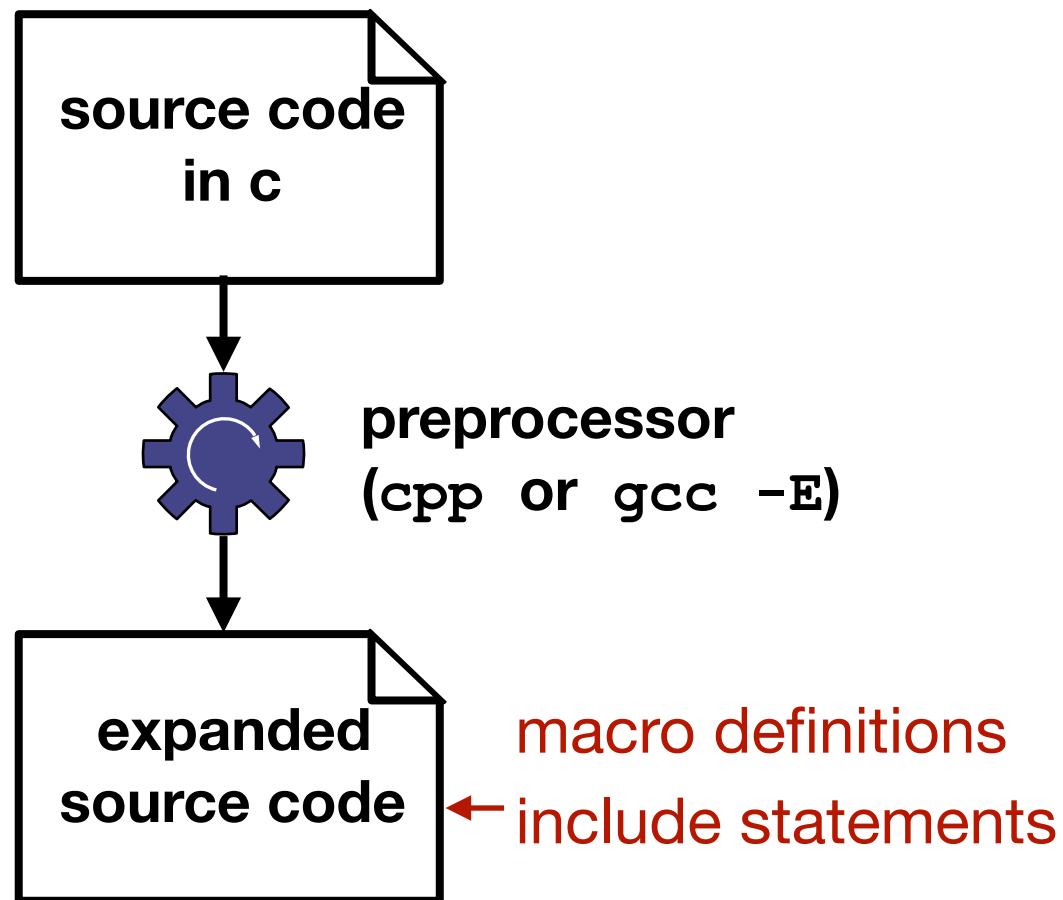 source code
in c
preprocessor
(cpp or gcc -E)
expanded
source code
macro definitions
include statements